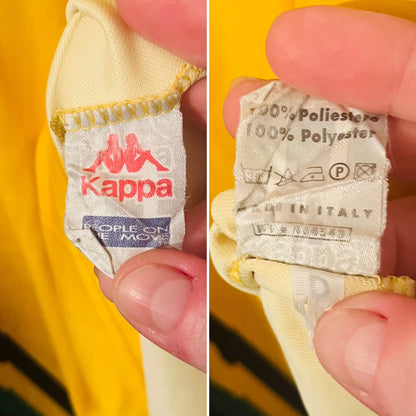 Kappa
PEOPLE ON
THE MOVE
100% Poliestere
100% Polyester
P
MADE IN ITALY